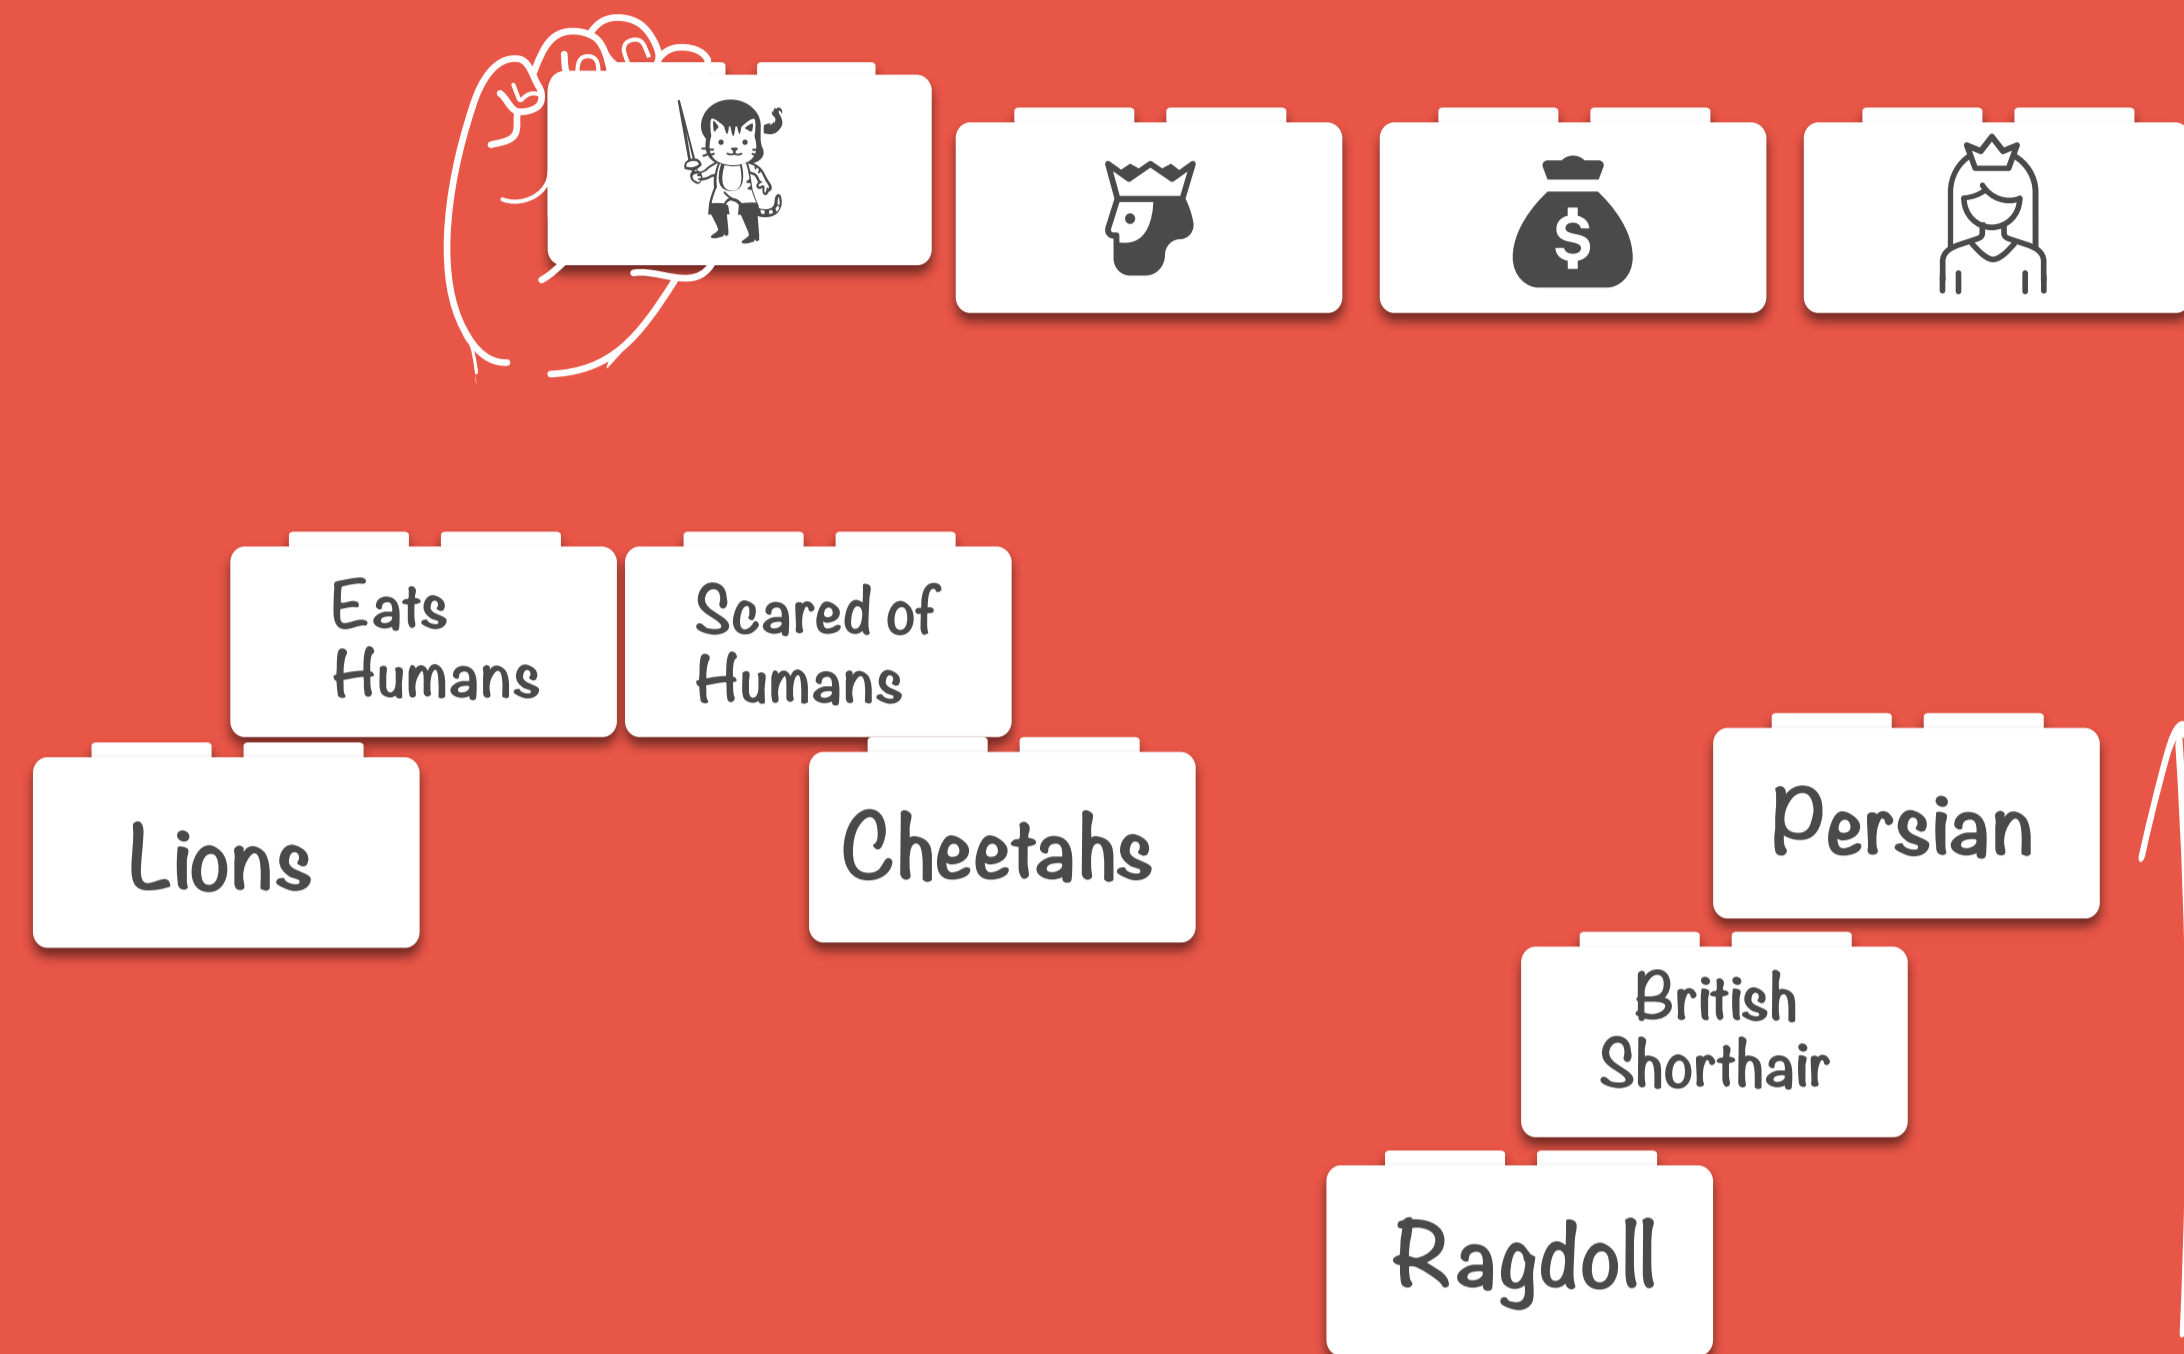 $
Eats
Humans
Scared of
Humans
Lions
Cheetahs
Persian
British
Shorthair
Ragdoll